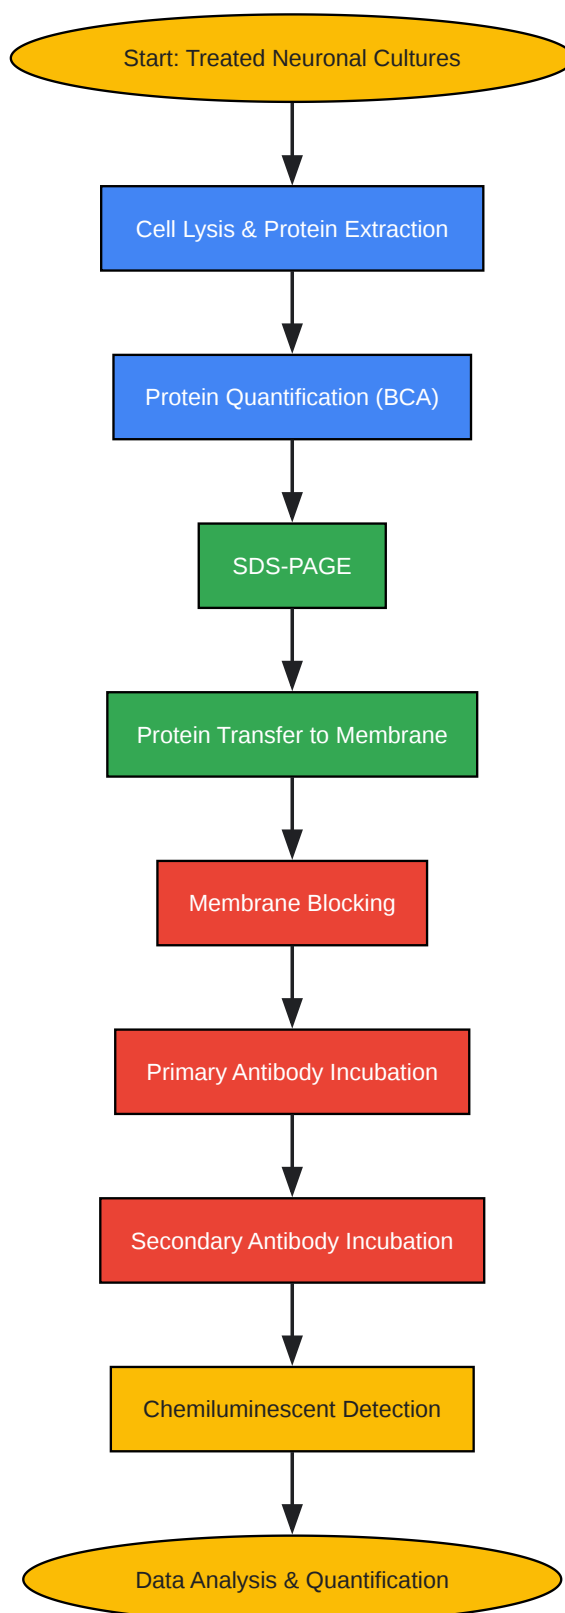 Start: Treated Neuronal Cultures
Cell Lysis & Protein Extraction
Protein Quantification (BCA)
SDS-PAGE
Protein Transfer to Membrane
Membrane Blocking
Primary Antibody Incubation
Secondary Antibody Incubation
Chemiluminescent Detection
Data Analysis & Quantification